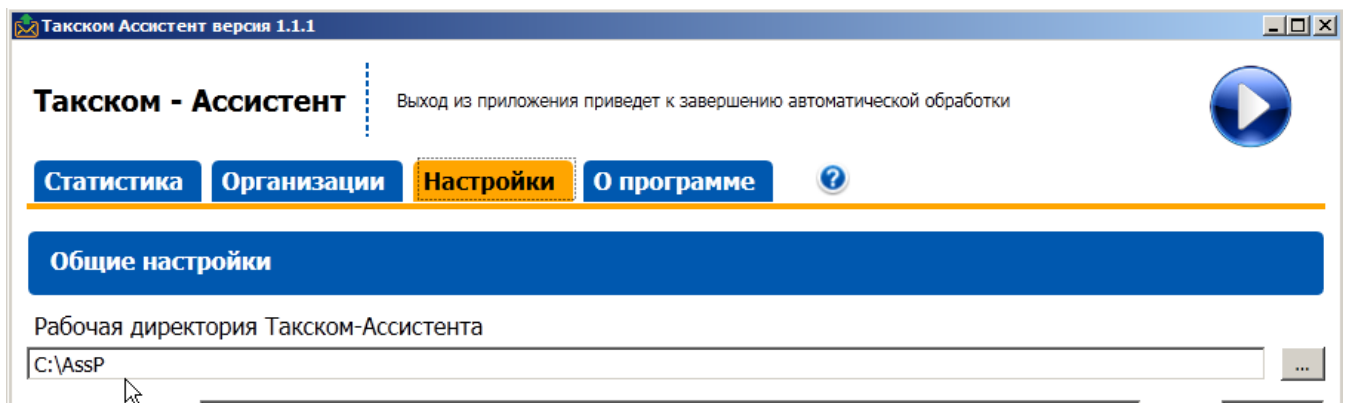 Такском Ассистент версия 1.1.1
Такском - Ассистент
Выход из приложения приведет к завершению автоматической обработки
Статистика Организации Настройки О программе ?
Общие настройки
Рабочая директория Такском-Ассистента
C:\AssP ...